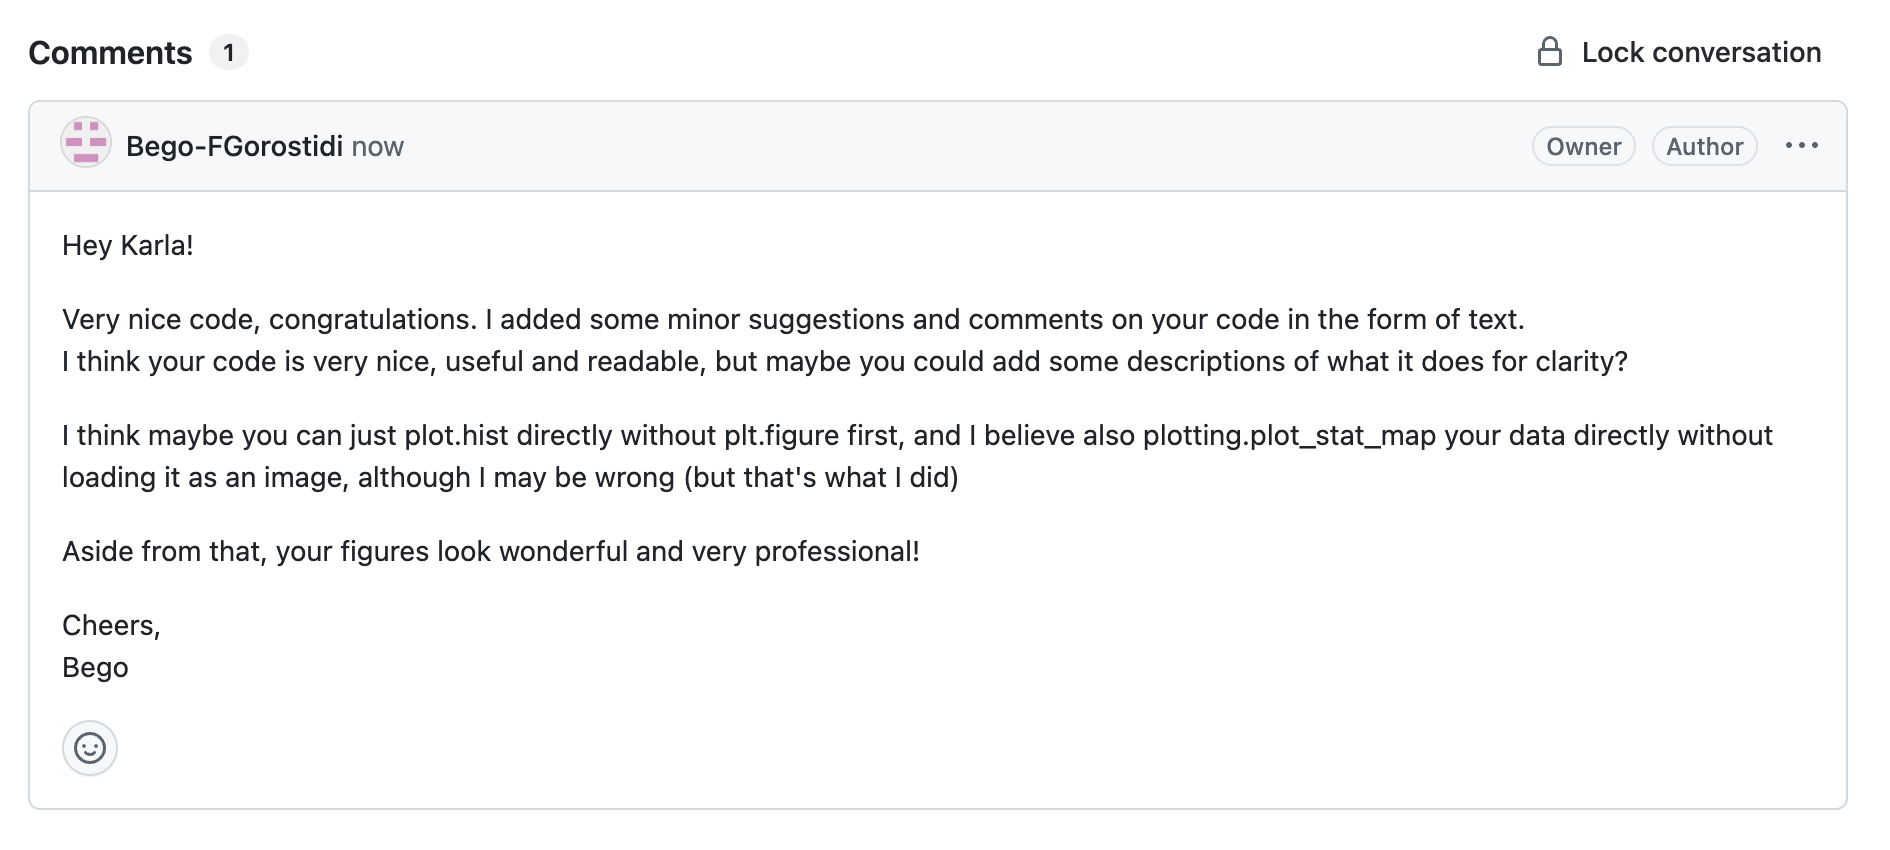 Comments 1
Lock conversation
Bego-FGorostidi now
Owner Author
Hey Karla!
Very nice code, congratulations. I added some minor suggestions and comments on your code in the form of text.
I think your code is very nice, useful and readable, but maybe you could add some descriptions of what it does for clarity?
I think maybe you can just plot.hist directly without plt.figure first, and I believe also plotting.plot_stat_map your data directly without
loading it as an image, although I may be wrong (but that's what I did)
Aside from that, your figures look wonderful and very professional!
Cheers,
Bego